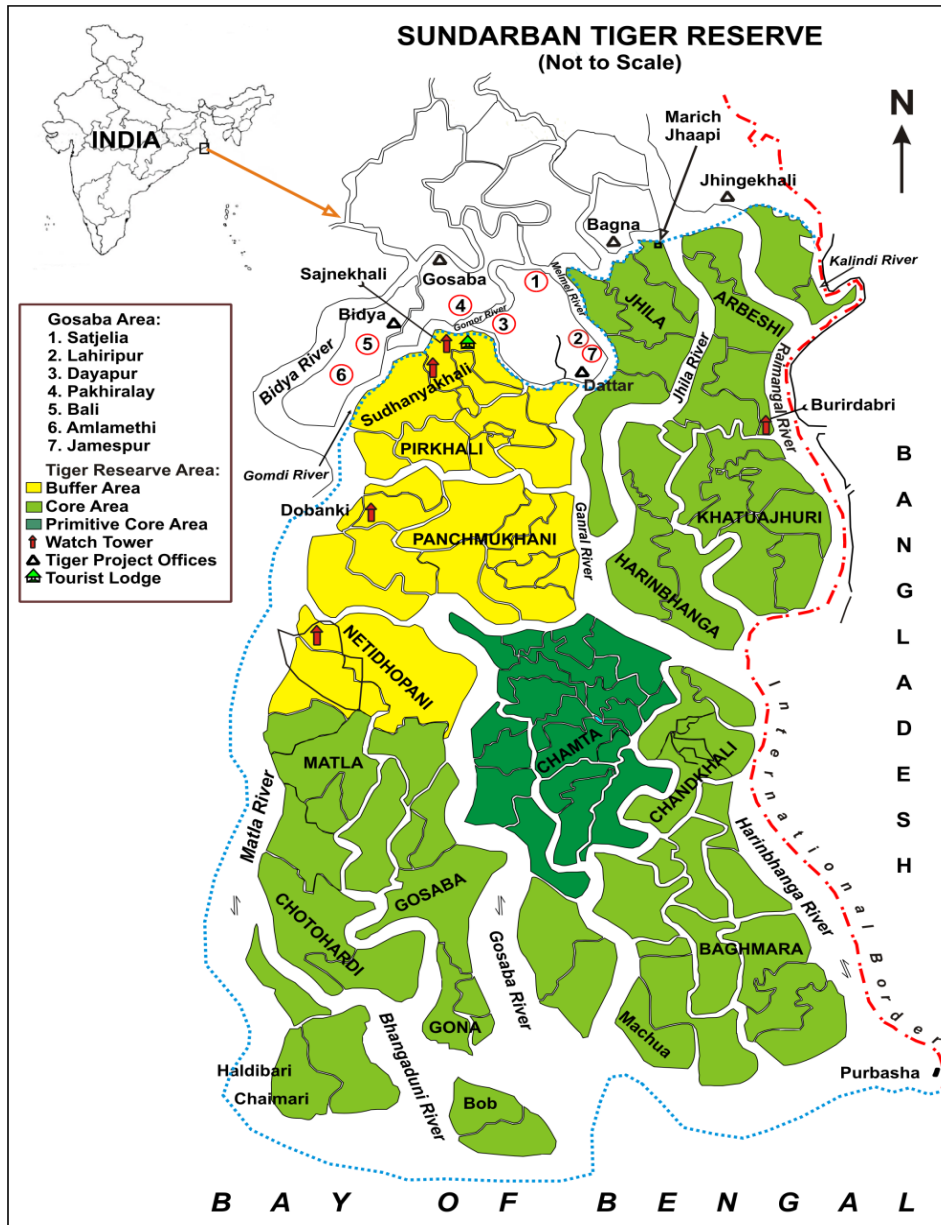 SUNDARBAN TIGER RESERVE
(Not to Scale)
INDIA
N
Marich
Jhaapi
Jhingekhali
Bagna
Kalindi River
Sajnekhali
Gosaba
Melmel River
1
Gomor River
4
3
Bidya
5
2
7
6
Dattar
Bidya River
Gomdi River
Gosaba Area:
1. Satjelia
2. Lahiripur
3. Dayapur
4. Pakhiralay
5. Bali
6. Amlamethi
7. Jamespur
Tiger Researve Area:
Buffer Area
Core Area
Primitive Core Area
Watch Tower
Tiger Project Offices
Tourist Lodge
JHILA
ARBESHI
Jhila River
Raimangal River
Burirdabri
Sudhanyakhali
PIRKHALI
Dobanki
PANCHMUKHANI
Ganral River
KHATUAJHURI
HARINBHANGA
NETIDHOPANI
MATLA
CHAMTA
CHANDKHALI
Matla River
CHOTOHARDI
GOSABA
Gosaba River
Harinbhanga River
BAGHMARA
GONA
Machua
Bhangaduni River
Haldibari
Chaimari
Bob
Purbasha
International Border
BANGLADESH
BAY OF BENGAL